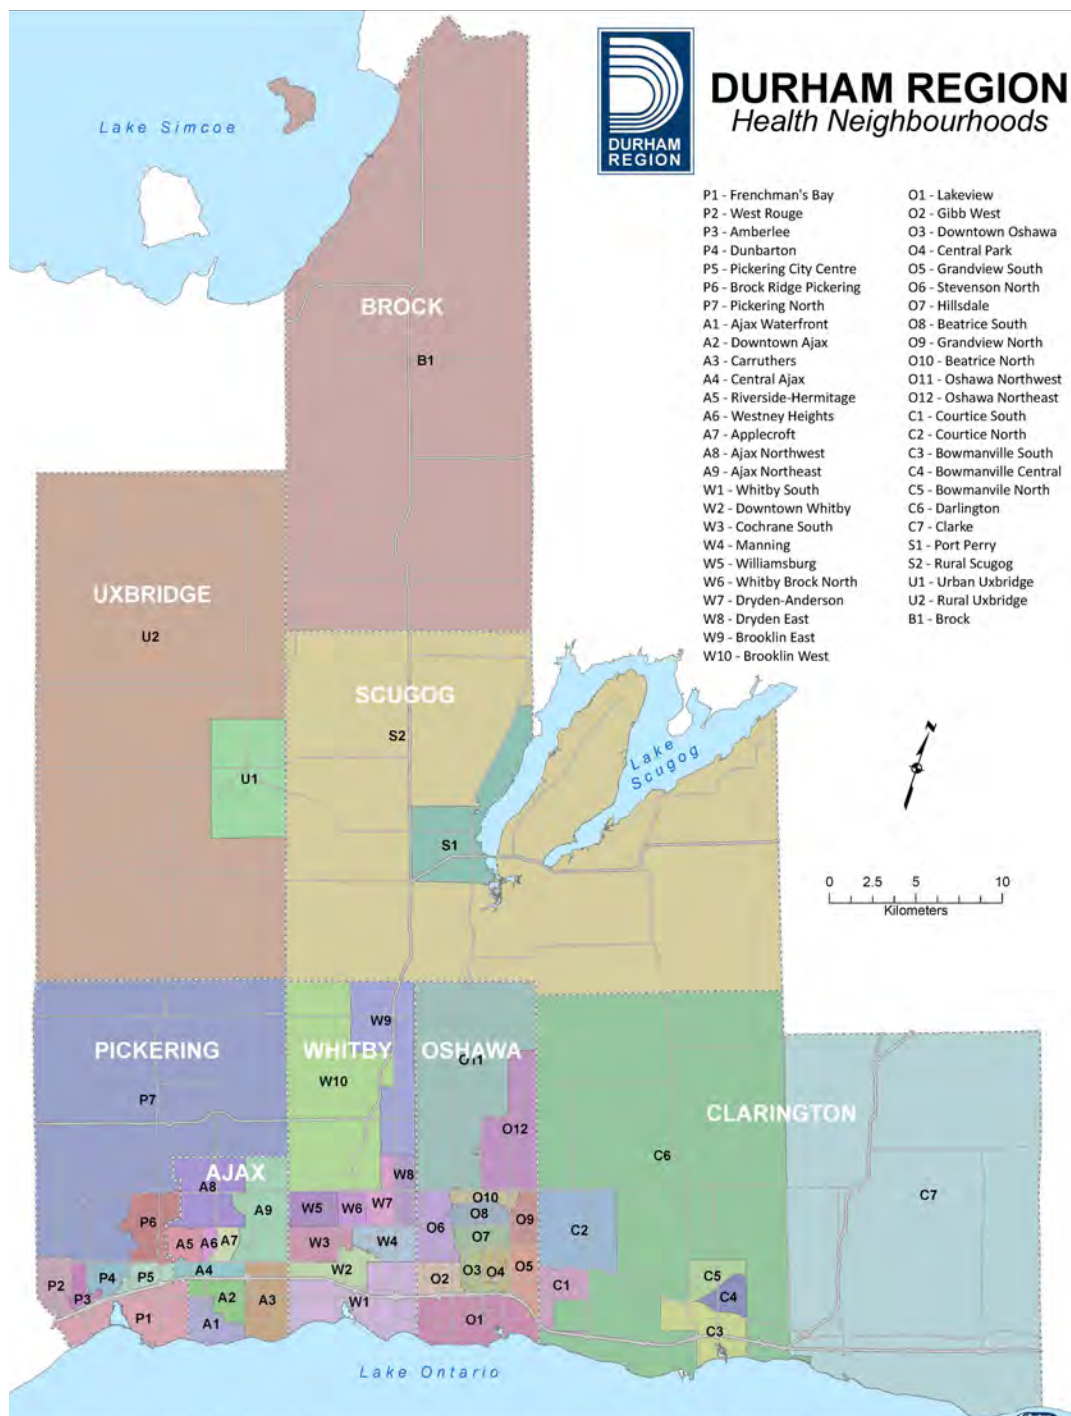 DURHAM
REGION
DURHAM REGION
Health Neighbourhoods
P1 - Frenchman's Bay
P2 - West Rouge
P3 - Amberlee
P4 - Dunbarton
P5 - Pickering City Centre
P6 - Brock Ridge Pickering
P7 - Pickering North
A1 - Ajax Waterfront
A2 - Downtown Ajax
A3 - Carruthers
A4 - Central Ajax
A5 - Riverside-Hermitage
A6 - Westney Heights
A7 - Applecroft
A8 - Ajax Northwest
A9 - Ajax Northeast
W1 - Whitby South
W2 - Downtown Whitby
W3 - Cochrane South
W4 - Manning
W5 - Williamsburg
W6 - Whitby Brock North
W7 - Dryden-Anderson
W8 - Dryden East
W9 - Brooklin East
W10 - Brooklin West
O1 - Lakeview
O2 - Gibb West
O3 - Downtown Oshawa
O4 - Central Park
O5 - Grandview South
O6 - Stevenson North
O7 - Hillsdale
O8 - Beatrice South
O9 - Grandview North
O10 - Beatrice North
O11 - Oshawa Northwest
O12 - Oshawa Northeast
C1 - Courtice South
C2 - Courtice North
C3 - Bowmanville South
C4 - Bowmanville Central
C5 - Bowmanvile North
C6 - Darlington
C7 - Clarke
S1 - Port Perry
S2 - Rural Scugog
U1 - Urban Uxbridge
U2 - Rural Uxbridge
B1 - Brock
Lake Simcoe
BROCK
B1
UXBRIDGE
U2
SCUGOG
S2
U1
Lake
Scugog
S1
N
0 2.5 5 10
Kilometers
W9
PICKERING
WHITBY
OSHAWA
O11
W10
P7
CLARINGTON
O12
C6
AJAX
W8
A8
C7
O10
A9
W5
W6
W7
O8
P6
O9
O6
C2
A5
A6
A7
W3
W4
O7
O5
P2
P4
P5
A4
W2
O2
O3
O4
C5
C1
P3
A2
A3
W1
C4
P1
A1
O1
C3
Lake Ontario